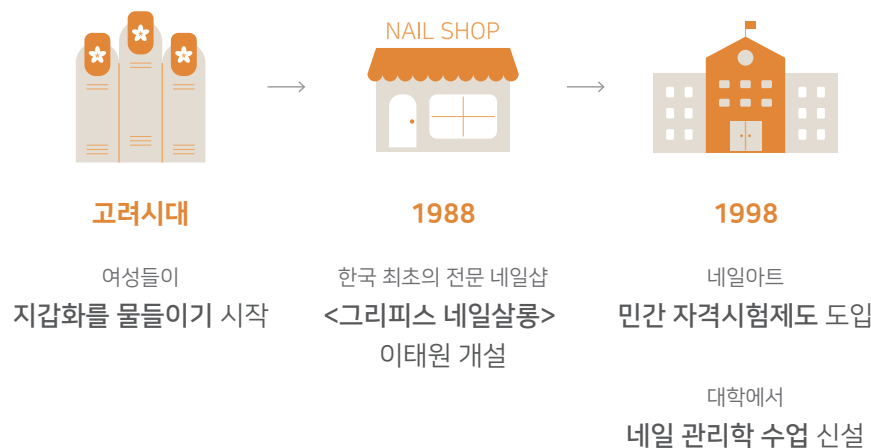 NAIL SHOP
고려시대
여성들이
지갑화를 물들이기 시작
1988
한국 최초의 전문 네일샵
<그리피스 네일살롱>
이태원 개설
1998
네일아트
민간 자격시험제도 도입
대학에서
네일 관리학 수업 신설